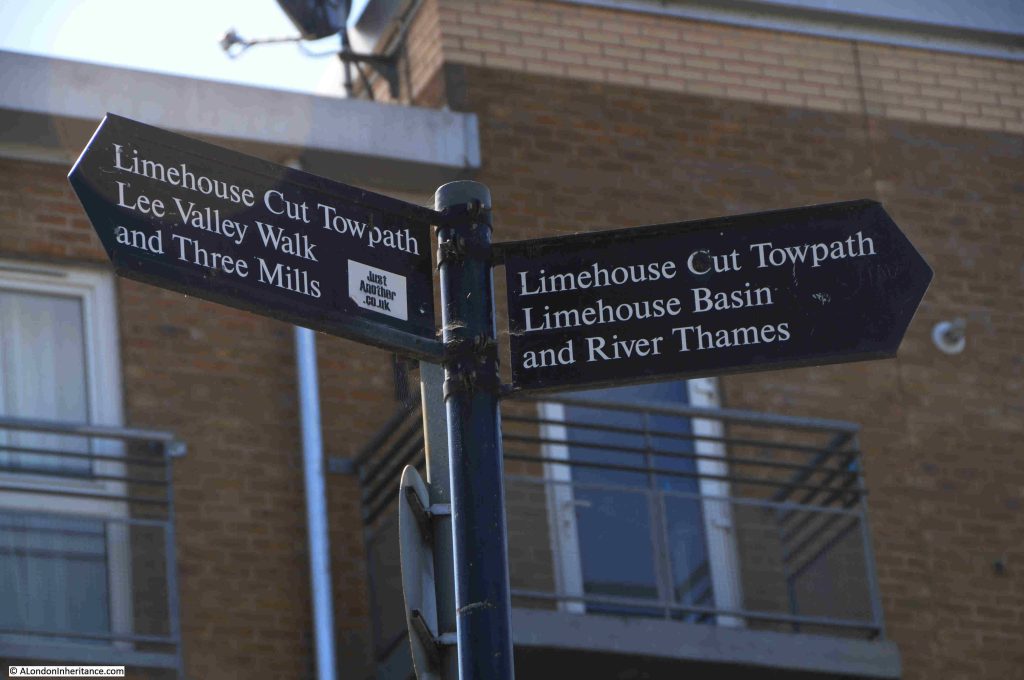 Limehouse Cut Towpath
Lee Valley Walk
and Three Mills
Just
Another
.co.uk
Limehouse Cut Towpath
Limehouse Basin
and River Thames
© ALondonInheritance.com